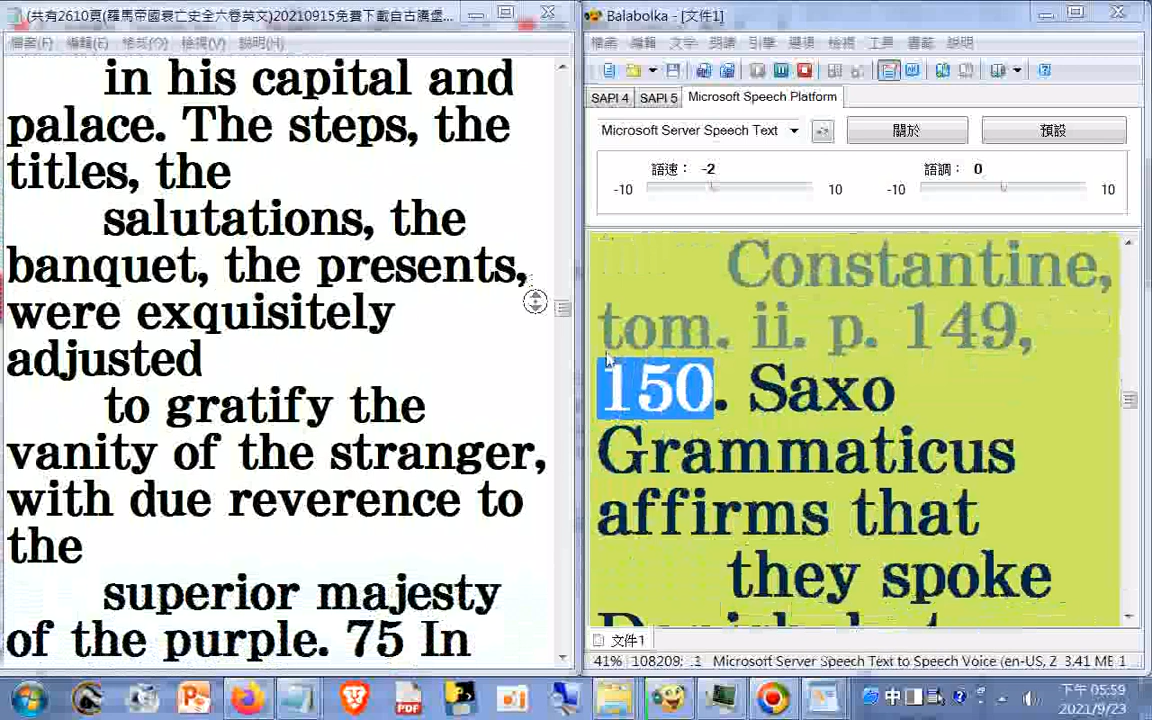 (共有2610頁(羅馬帝國衰亡史全六卷英文)20210915免費下載自古騰堡...
檔案(F) 編輯(E) 格式(O) 檢視(V) 說明(H)
in his capital and
palace. The steps, the
titles, the
salutations, the
banquet, the presents,
were exquisitely
adjusted
to gratify the
vanity of the stranger,
with due reverence to
the
superior majesty
of the purple. 75 In
Balabolka - [文件1]
檔案 編輯 文字 朗讀 引擎 選項 檢視 工具 書籤 說明
SAPI 4 SAPI 5 Microsoft Speech Platform
Microsoft Server Speech Text 關於 預設
語速: -2 語調: 0
-10 10 -10 10
Constantine,
tom. ii. p. 149,
150. Saxo
Grammaticus
affirms that
they spoke
文件1
41% 108209: Microsoft Server Speech Text to Speech Voice (en-US, Z 3.41 ME 1
PDF
中
下午 05:59
2021/9/23